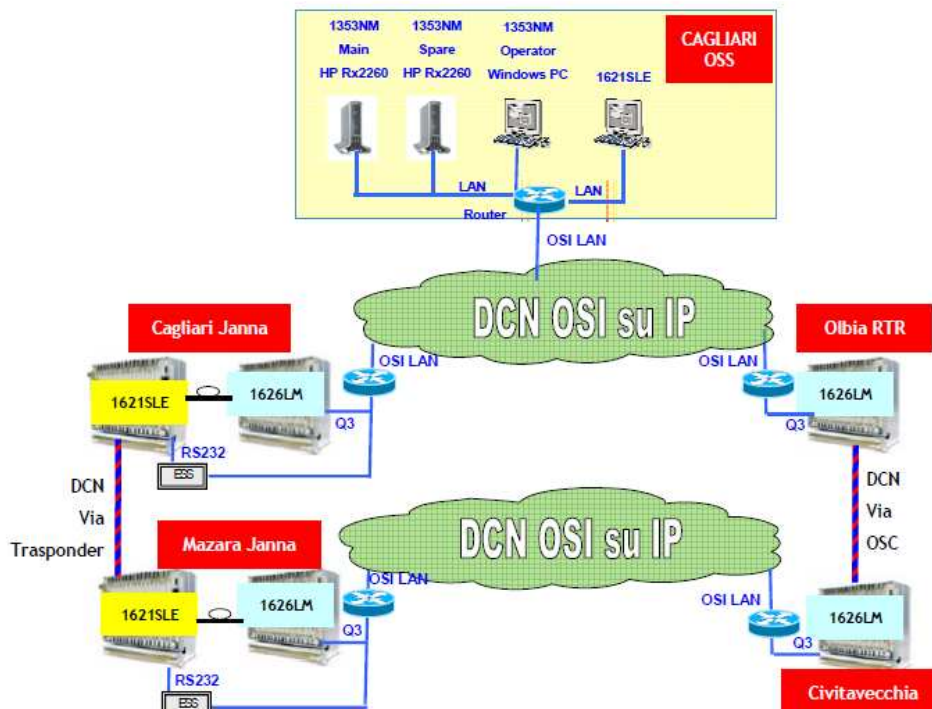 1353NM
Main
HP Rx2260
1353NM
Spare
HP Rx2260
1353NM
Operator
Windows PC
1621SLE
CAGLIARI
OSS
LAN
LAN
Router
OSI LAN
DCN OSI su IP
Cagliari Janna
Olbia RTR
OSI LAN
OSI LAN
1621SLE
1626LM
1626LM
Q3
Q3
RS232
ESS
DCN
Via
Trasponder
DCN
Via
OSC
Mazara Janna
DCN OSI su IP
OSI LAN
OSI LAN
1621SLE
1626LM
1626LM
Q3
Q3
RS232
ESS
Civitavecchia